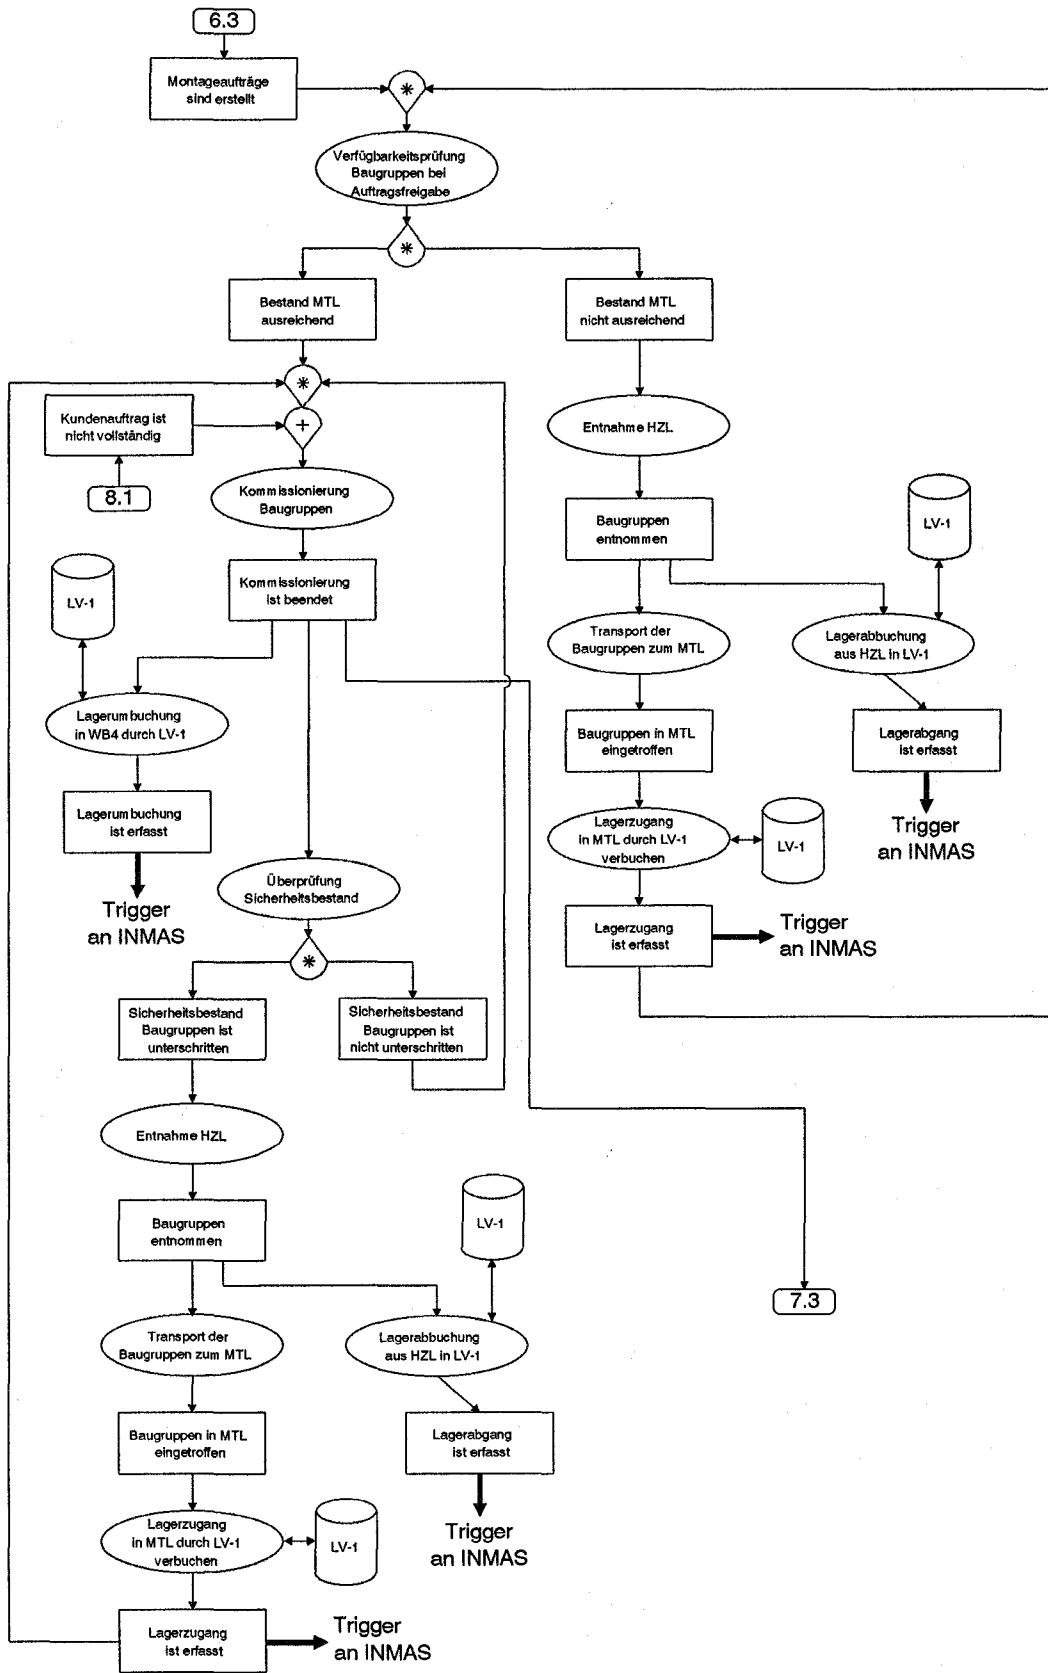 6.3
Montageaufträge
sind erstellt
*
Verfügbarkeitsprüfung
Baugruppen bei
Auftragsfreigabe
*
Bestand MTL
ausreichend
Bestand MTL
nicht ausreichend
*
Kundenauftrag ist
nicht vollständig
+
8.1
Entnahme HZL
Kommissionierung
Baugruppen
Baugruppen
entnommen
LV-1
Kommissionierung
ist beendet
LV-1
Transport der
Baugruppen zum MTL
Lagerabbuchung
aus HZL in LV-1
Lagerumbuchung
in WB4 durch LV-1
Baugruppen in MTL
eingetroffen
Lagerabgang
ist erfasst
Lagerumbuchung
ist erfasst
Trigger
an INMAS
Lagerzugang
in MTL durch LV-1
verbuchen
LV-1
Trigger
an INMAS
Überprüfung
Sicherheitsbestand
Lagerzugang
ist erfasst
Trigger
an INMAS
*
Sicherheitsbestand
Baugruppen ist
unterschritten
Sicherheitsbestand
Baugruppen ist
nicht unterschritten
Entnahme HZL
Baugruppen
entnommen
LV-1
7.3
Transport der
Baugruppen zum MTL
Lagerabbuchung
aus HZL in LV-1
Baugruppen in MTL
eingetroffen
Lagerabgang
ist erfasst
Lagerzugang
in MTL durch LV-1
verbuchen
LV-1
Trigger
an INMAS
Lagerzugang
ist erfasst
Trigger
an INMAS